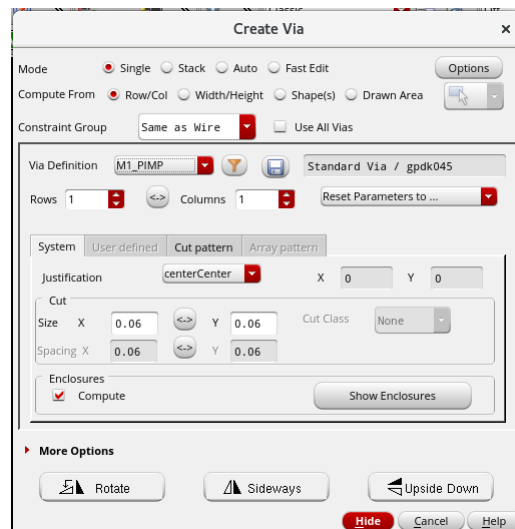 Create Via
Mode Single Stack Auto Fast Edit Options
Compute From Row/Col Width/Height Shape(s) Drawn Area
Constraint Group Same as Wire Use All Vias
Via Definition M1_PIMP Standard Via / gpdk045
Rows 1 <-> Columns 1 Reset Parameters to ...
System User defined Cut pattern Array pattern
Justification centerCenter X 0 Y 0
Cut
Size X 0.06 <-> Y 0.06 Cut Class None
Spacing X 0.06 <-> Y 0.06
Enclosures
Compute Show Enclosures
More Options
Rotate Sideways Upside Down
Hide Cancel Help